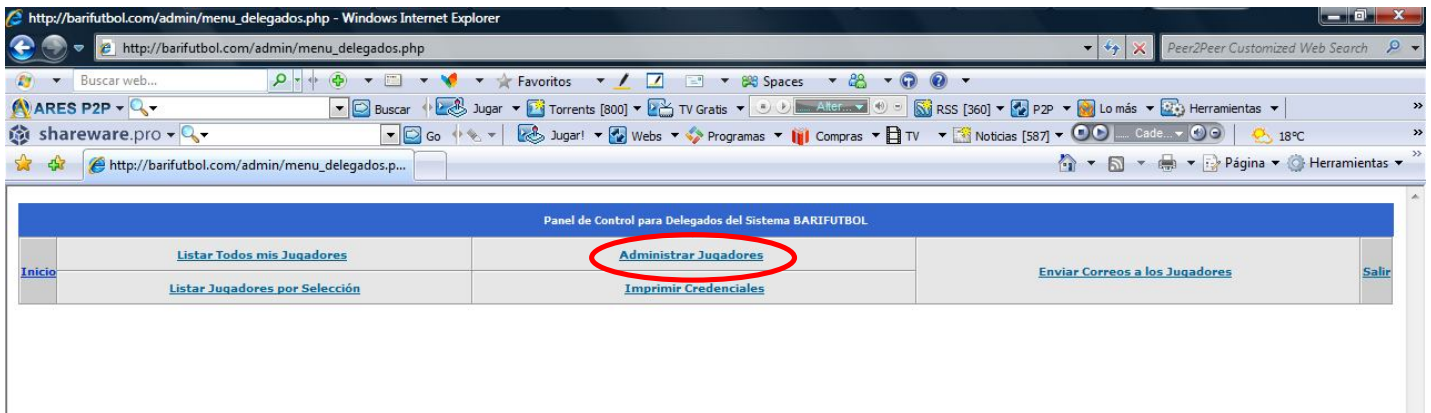 http://barifutbol.com/admin/menu_delegados.php - Windows Internet Explorer
http://barifutbol.com/admin/menu_delegados.php
Peer2Peer Customized Web Search
Buscar web...
Favoritos
Spaces
ARES P2P
Buscar
Jugar
Torrents [800]
TV Gratis
Alter...
RSS [360]
P2P
Lo más
Herramientas
shareware.pro
Go
Jugar!
Webs
Programas
Compras
TV
Noticias [587]
Cade...
18ºC
http://barifutbol.com/admin/menu_delegados.p...
Página
Herramientas
Panel de Control para Delegados del Sistema BARIFUTBOL
Inicio
Listar Todos mis Jugadores
Administrar Jugadores
Enviar Correos a los Jugadores
Salir
Listar Jugadores por Selección
Imprimir Credenciales